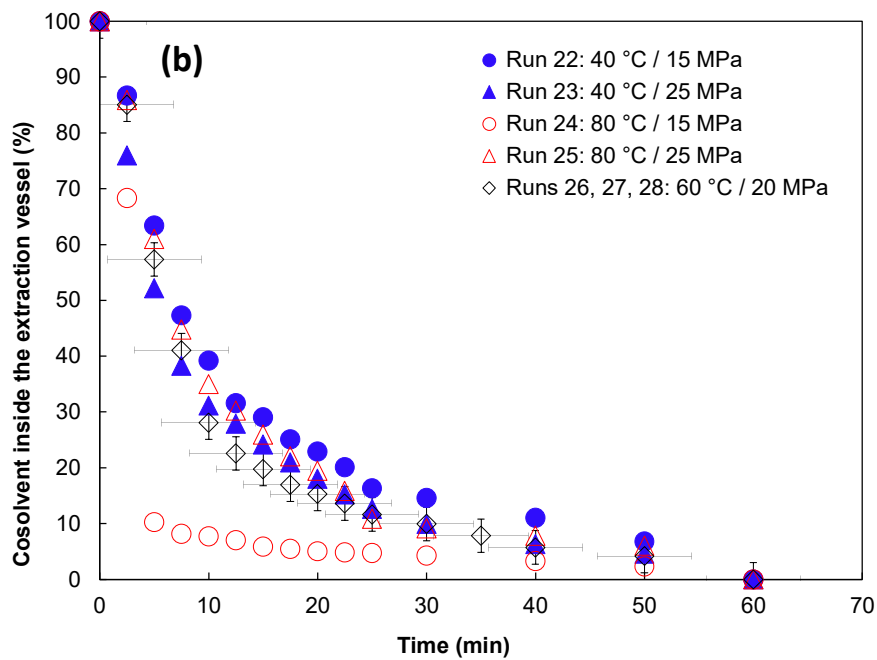 (b)
Run 22: 40 °C / 15 MPa
Run 23: 40 °C / 25 MPa
Run 24: 80 °C / 15 MPa
Run 25: 80 °C / 25 MPa
Runs 26, 27, 28: 60 °C / 20 MPa
Cosolvent inside the extraction vessel (%)
100
90
80
70
60
50
40
30
20
10
0
0 10 20 30 40 50 60 70
Time (min)